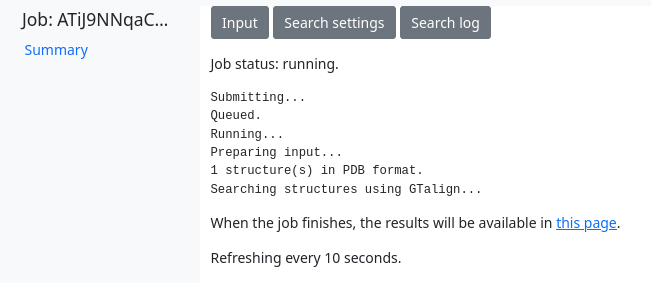 Job: ATiJ9NNqaC...
Summary
Input Search settings Search log
Job status: running.
Submitting...
Queued.
Running...
Preparing input...
1 structure(s) in PDB format.
Searching structures using GTalign...
When the job finishes, the results will be available in this page.
Refreshing every 10 seconds.